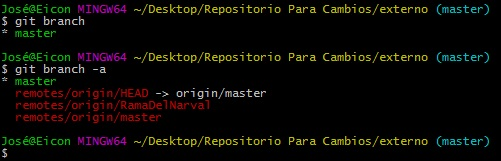 José@Eicon MINGW64 ~/Desktop/Repositorio Para Cambios/externo (master)
$ git branch
* master
José@Eicon MINGW64 ~/Desktop/Repositorio Para Cambios/externo (master)
$ git branch -a
* master
remotes/origin/HEAD -> origin/master
remotes/origin/RamaDelNarval
remotes/origin/master
José@Eicon MINGW64 ~/Desktop/Repositorio Para Cambios/externo (master)
$